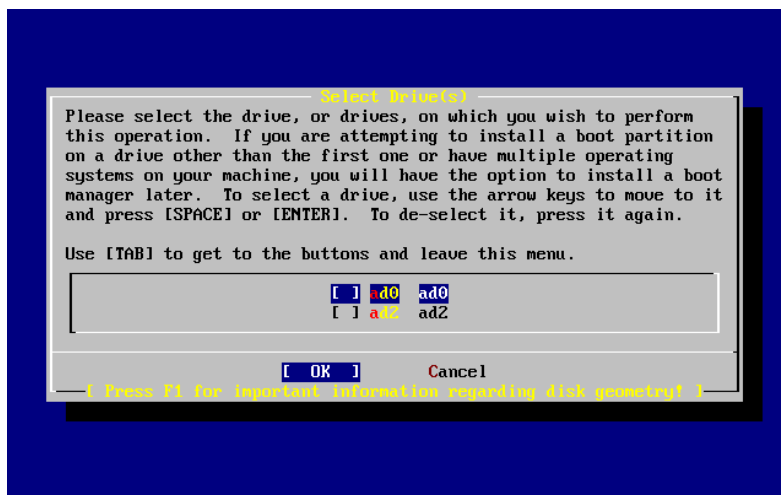 Select Drive(s)
Please select the drive, or drives, on which you wish to perform
this operation.  If you are attempting to install a boot partition
on a drive other than the first one or have multiple operating
systems on your machine, you will have the option to install a boot
manager later.  To select a drive, use the arrow keys to move to it
and press [SPACE] or [ENTER].  To de-select it, press it again.
Use [TAB] to get to the buttons and leave this menu.
[ ] ad0 ad0
[ ] ad2 ad2
[ OK ] Cancel
[ Press F1 for important information regarding disk geometry! ]